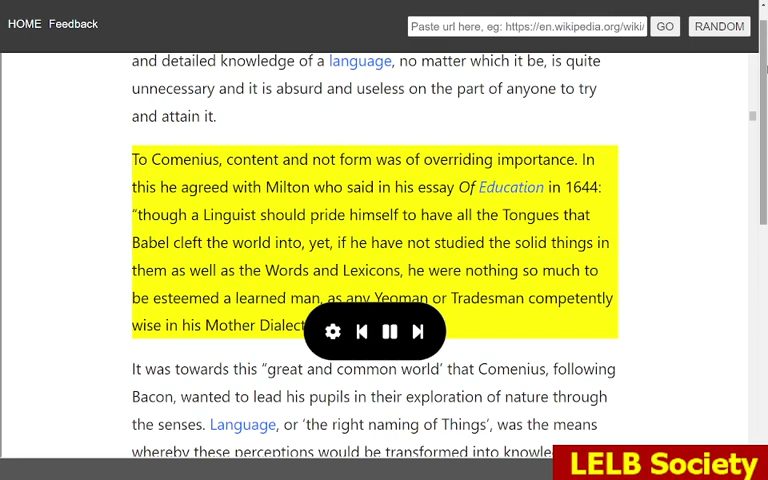 HOME Feedback
Paste url here, eg: https://en.wikipedia.org/wiki/
GO
RANDOM
and detailed knowledge of a language, no matter which it be, is quite
unnecessary and it is absurd and useless on the part of anyone to try
and attain it.
To Comenius, content and not form was of overriding importance. In
this he agreed with Milton who said in his essay Of Education in 1644:
“though a Linguist should pride himself to have all the Tongues that
Babel cleft the world into, yet, if he have not studied the solid things in
them as well as the Words and Lexicons, he were nothing so much to
be esteemed a learned man, as any Yeoman or Tradesman competently
wise in his Mother Dialect
It was towards this “great and common world’ that Comenius, following
Bacon, wanted to lead his pupils in their exploration of nature through
the senses. Language, or ‘the right naming of Things’, was the means
whereby these perceptions would be transformed into
LELB Society